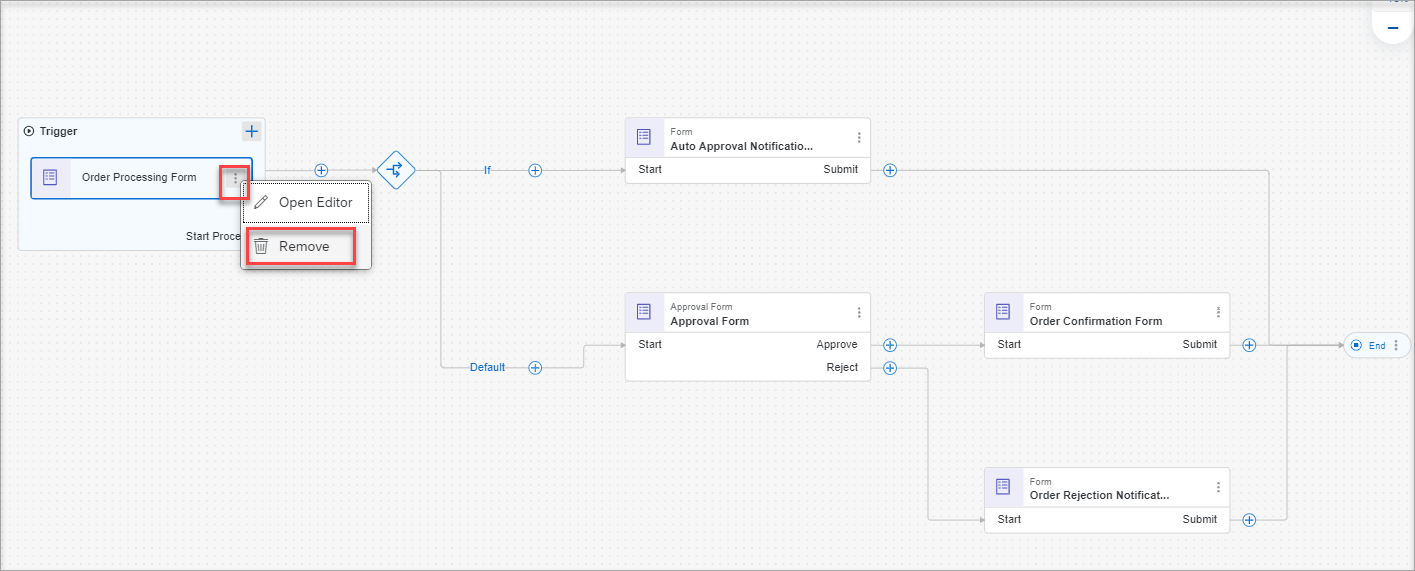 Trigger
Order Processing Form
Open Editor
Remove
Start Proce
If
Default
Form
Auto Approval Notificatio...
Start Submit
Approval Form
Approval Form
Start Approve
Reject
Form
Order Confirmation Form
Start Submit
Form
Order Rejection Notificat...
Start Submit
End